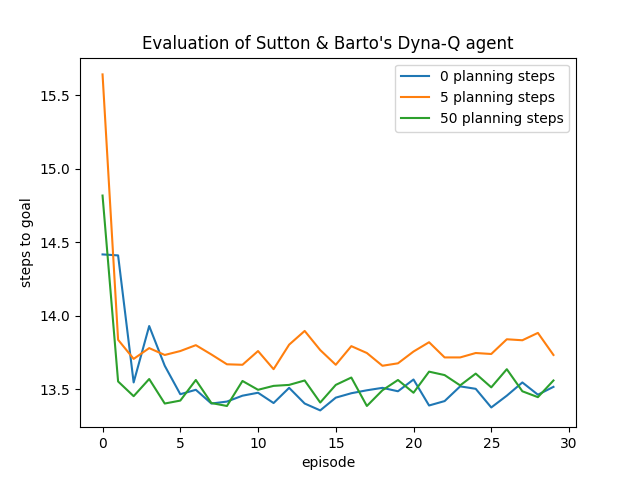 Evaluation of Sutton & Barto's Dyna-Q agent
0 planning steps
5 planning steps
50 planning steps
15.5
15.0
14.5
14.0
13.5
steps to goal
0 5 10 15 20 25 30
episode